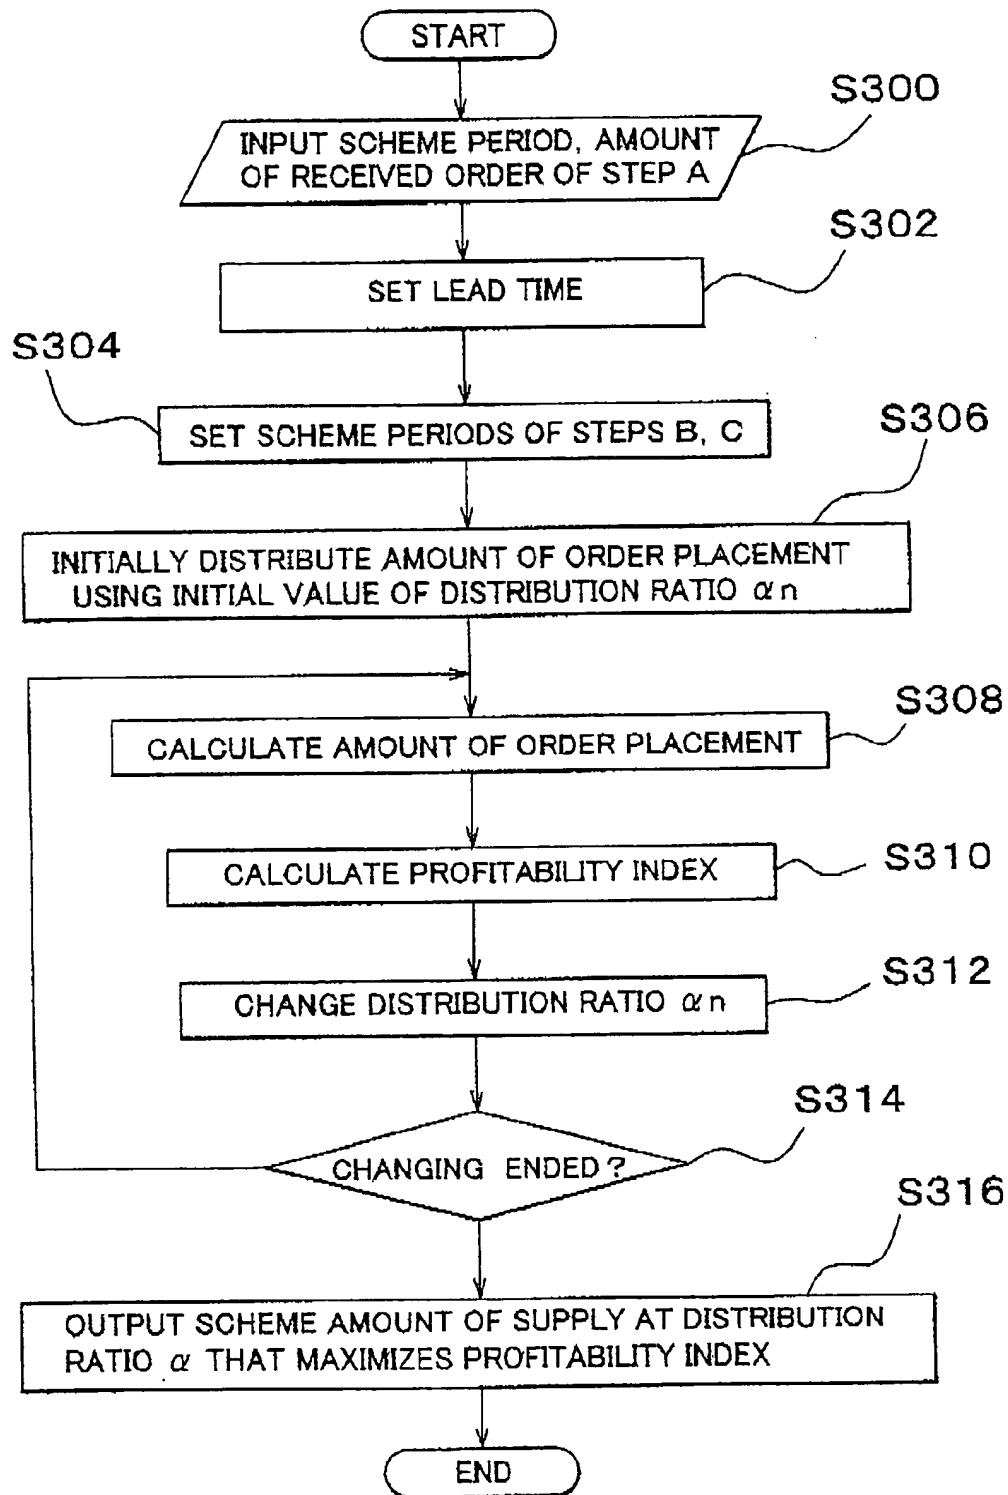 START
S300
INPUT SCHEME PERIOD, AMOUNT
OF RECEIVED ORDER OF STEP A
S302
SET LEAD TIME
S304
SET SCHEME PERIODS OF STEPS B, C
S306
INITIALLY DISTRIBUTE AMOUNT OF ORDER PLACEMENT
USING INITIAL VALUE OF DISTRIBUTION RATIO αn
S308
CALCULATE AMOUNT OF ORDER PLACEMENT
S310
CALCULATE PROFITABILITY INDEX
S312
CHANGE DISTRIBUTION RATIO αn
S314
CHANGING ENDED?
S316
OUTPUT SCHEME AMOUNT OF SUPPLY AT DISTRIBUTION
RATIO α THAT MAXIMIZES PROFITABILITY INDEX
END